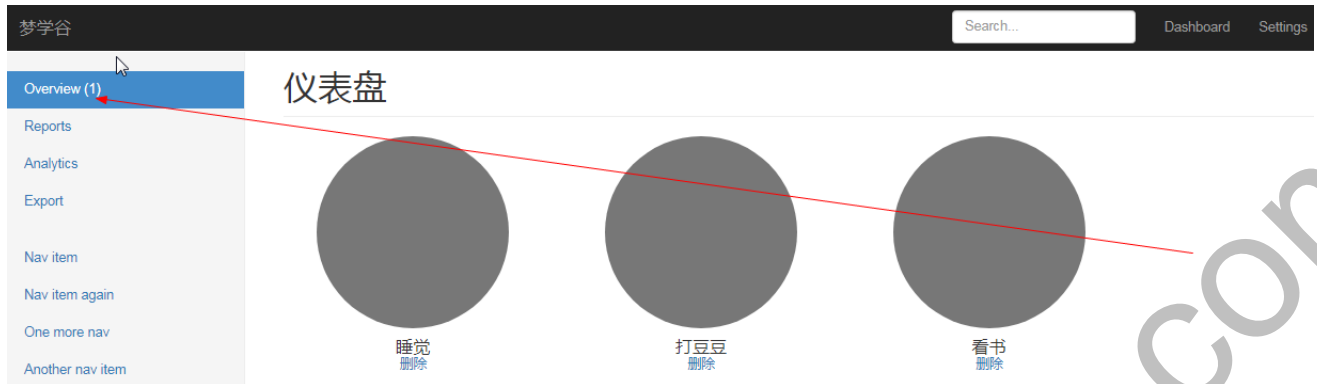 梦学谷 Search... Dashboard Settings
Overview (1)
Reports
Analytics
Export
Nav item
Nav item again
One more nav
Another nav item
仪表盘
睡觉 打豆豆 看书
删除 删除 删除
con